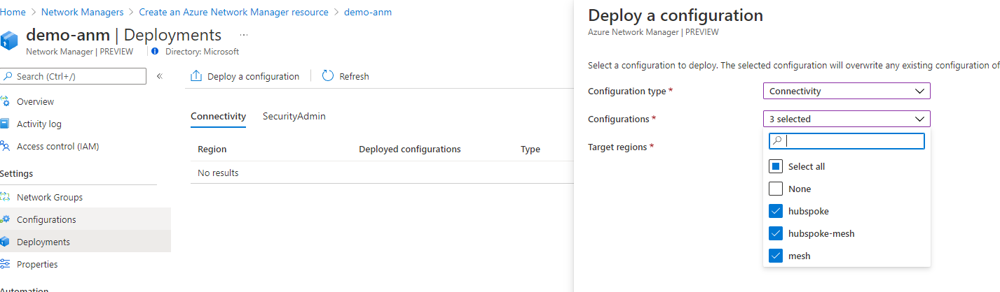 Home > Network Managers > Create an Azure Network Manager resource > demo-anm
demo-anm | Deployments ...
Network Manager | PREVIEW
Directory: Microsoft
Search (Ctrl+/)
«
Overview
Activity log
Access control (IAM)
Settings
Network Groups
Configurations
Deployments
Properties
Automation
Deploy a configuration
Refresh
Connectivity SecurityAdmin
Region Deployed configurations Type
No results
Deploy a configuration
Azure Network Manager | PREVIEW
Select a configuration to deploy. The selected configuration will overwrite any existing configuration of
Configuration type * Connectivity
Configurations * 3 selected
Target regions *
Select all
None
hubspoke
hubspoke-mesh
mesh